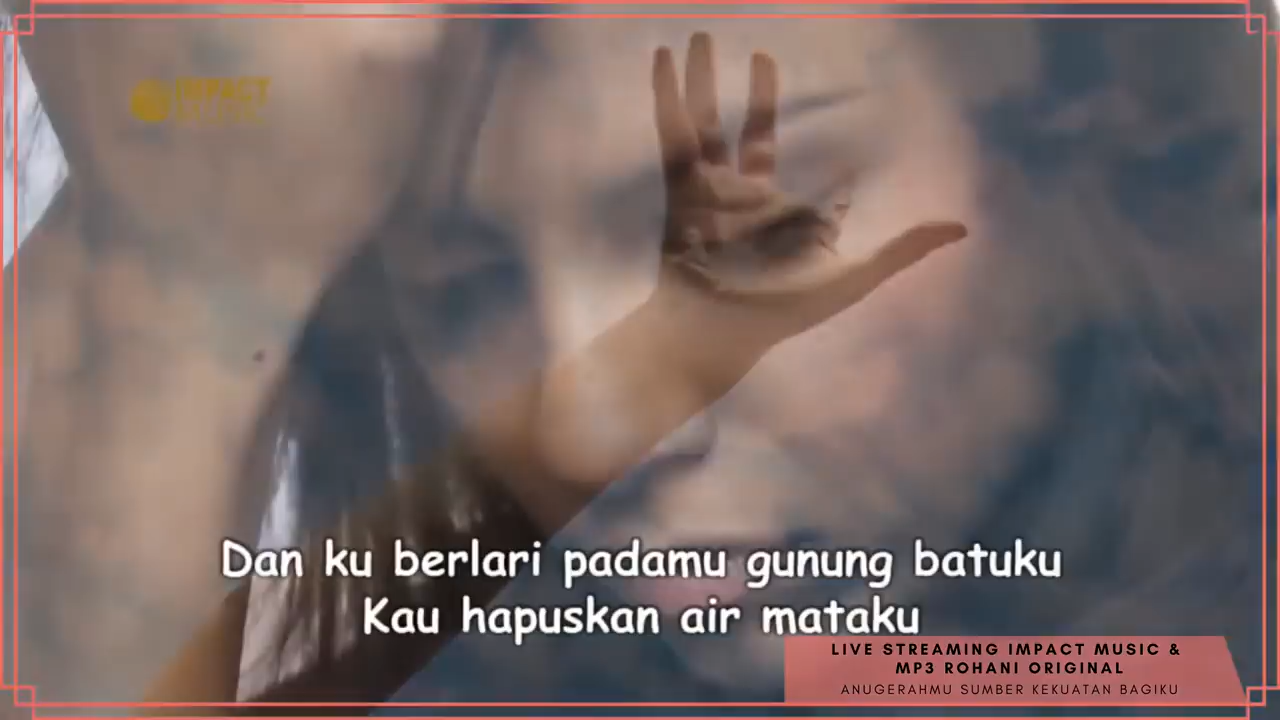 IMPACT
Dan ku berlari padamu gunung batuku
Kau hapuskan air mataku
LIVE STREAMING IMPACT MUSIC &
MP3 ROHANI ORIGINAL
ANUGERAHMU SUMBER KEKUATAN BAGIKU